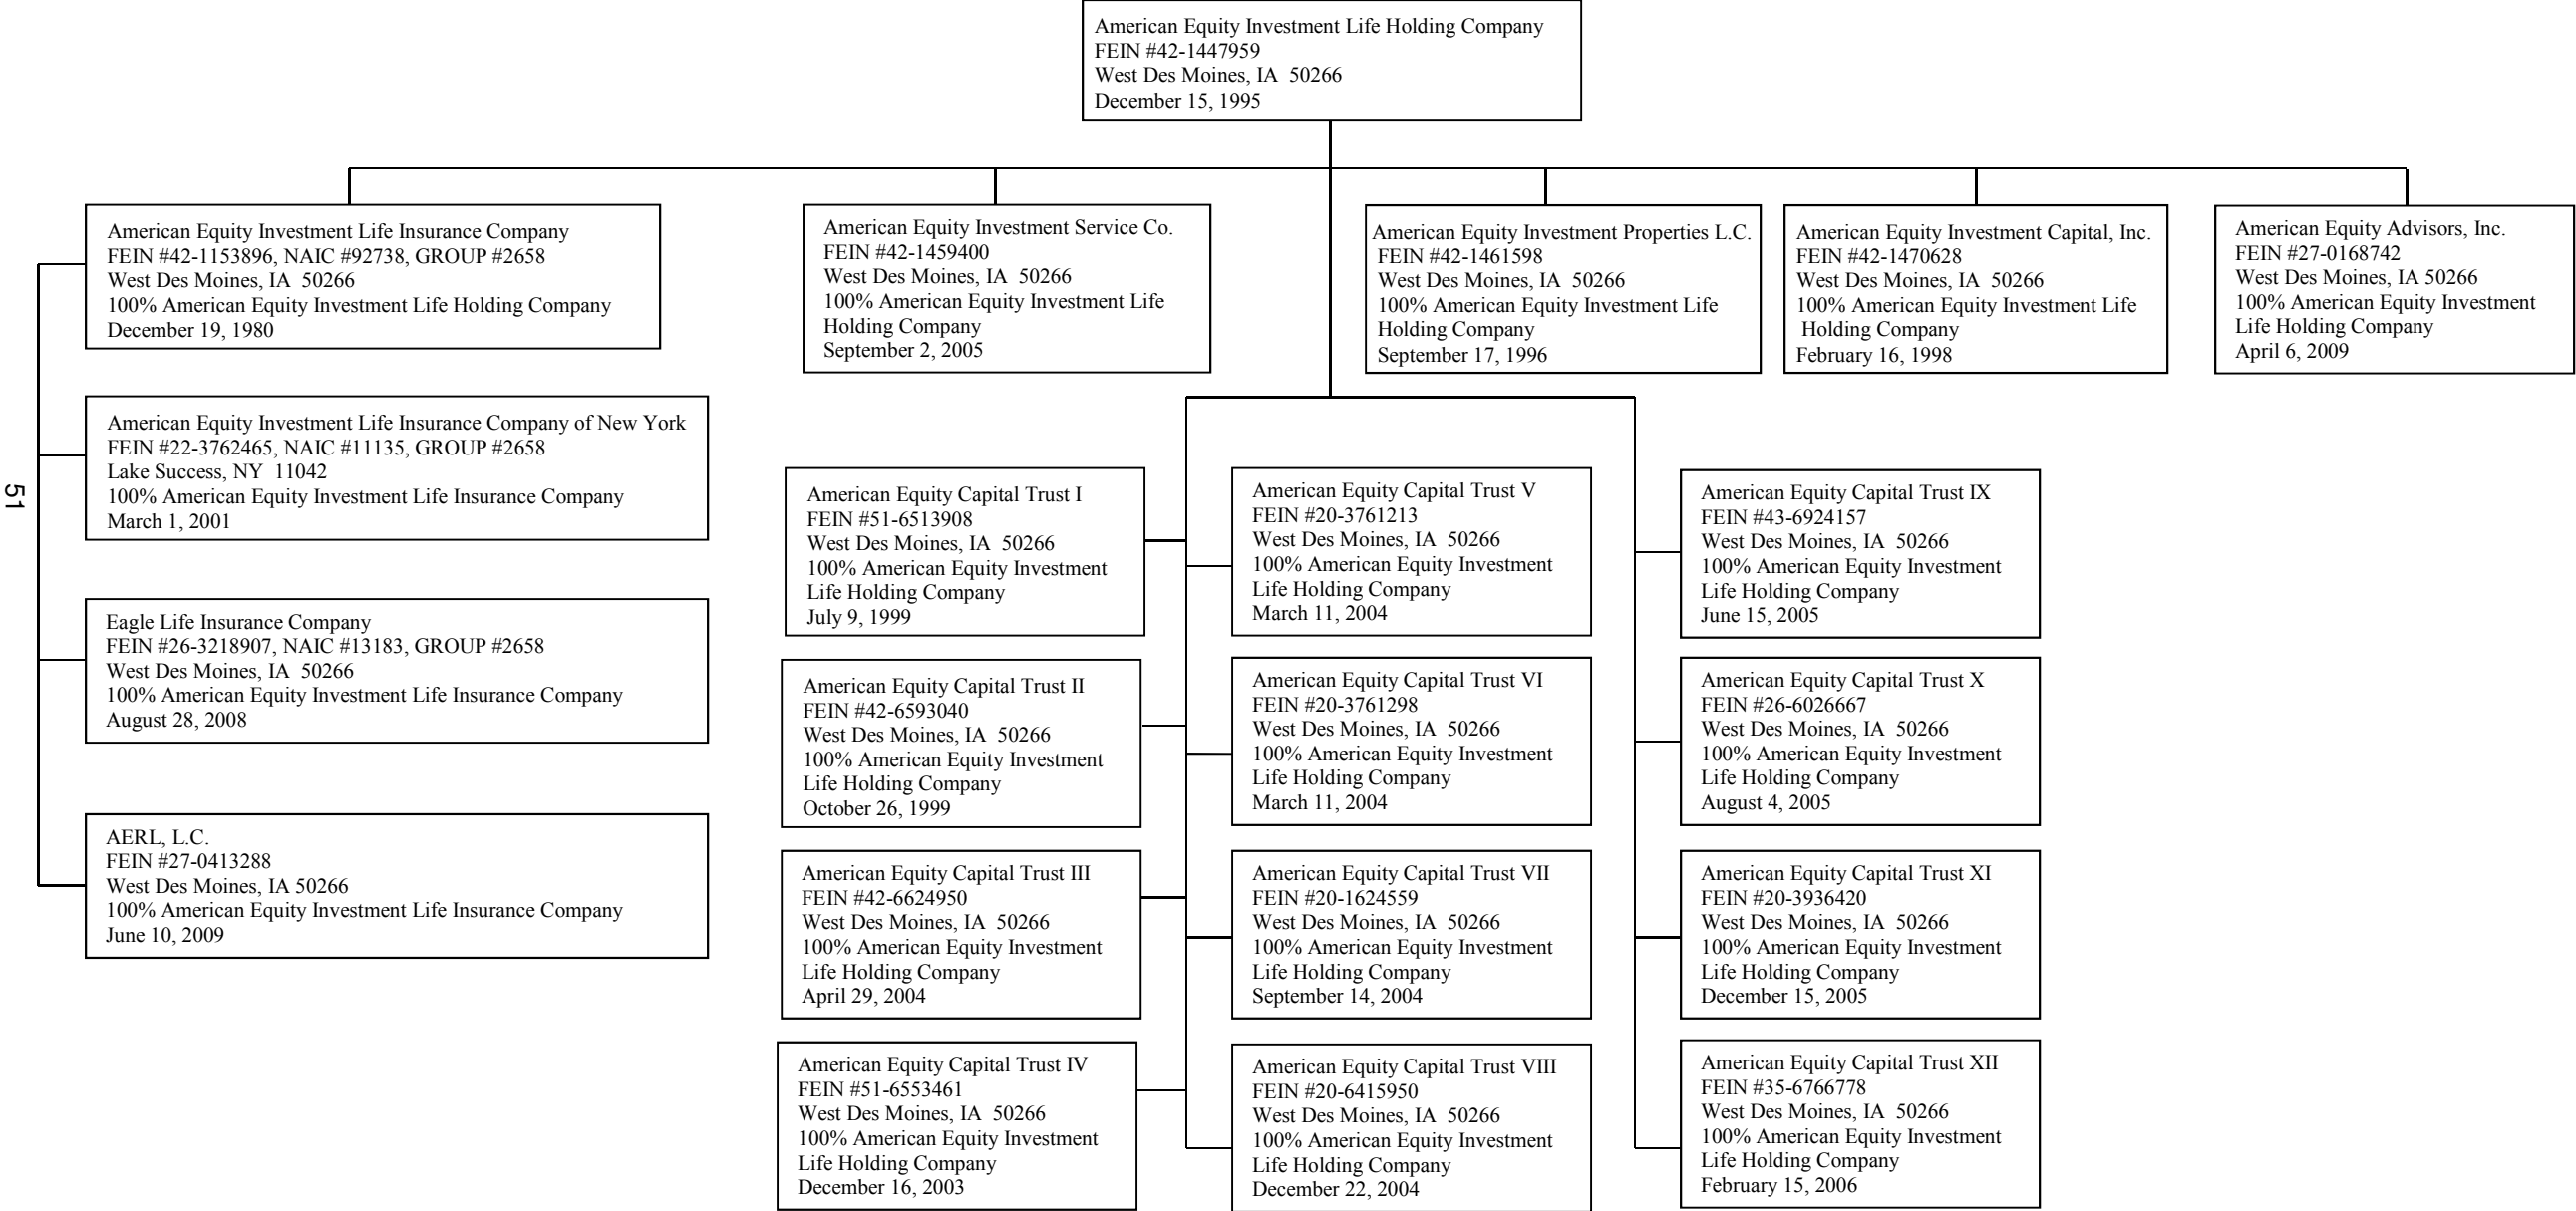 American Equity Investment Life Holding Company
FEIN #42-1447959
West Des Moines, IA  50266
December 15, 1995
American Equity Investment Life Insurance Company
FEIN #42-1153896, NAIC #92738, GROUP #2658
West Des Moines, IA  50266
100% American Equity Investment Life Holding Company
December 19, 1980
American Equity Investment Service Co.
FEIN #42-1459400
West Des Moines, IA  50266
100% American Equity Investment Life
Holding Company
September 2, 2005
American Equity Investment Properties L.C.
FEIN #42-1461598
West Des Moines, IA  50266
100% American Equity Investment Life
Holding Company
September 17, 1996
American Equity Investment Capital, Inc.
FEIN #42-1470628
West Des Moines, IA  50266
100% American Equity Investment Life
Holding Company
February 16, 1998
American Equity Advisors, Inc.
FEIN #27-0168742
West Des Moines, IA 50266
100% American Equity Investment
Life Holding Company
April 6, 2009
American Equity Investment Life Insurance Company of New York
FEIN #22-3762465, NAIC #11135, GROUP #2658
Lake Success, NY  11042
100% American Equity Investment Life Insurance Company
March 1, 2001
51
Eagle Life Insurance Company
FEIN #26-3218907, NAIC #13183, GROUP #2658
West Des Moines, IA  50266
100% American Equity Investment Life Insurance Company
August 28, 2008
AERL, L.C.
FEIN #27-0413288
West Des Moines, IA 50266
100% American Equity Investment Life Insurance Company
June 10, 2009
American Equity Capital Trust I
FEIN #51-6513908
West Des Moines, IA  50266
100% American Equity Investment
Life Holding Company
July 9, 1999
American Equity Capital Trust II
FEIN #42-6593040
West Des Moines, IA  50266
100% American Equity Investment
Life Holding Company
October 26, 1999
American Equity Capital Trust III
FEIN #42-6624950
West Des Moines, IA  50266
100% American Equity Investment
Life Holding Company
April 29, 2004
American Equity Capital Trust IV
FEIN #51-6553461
West Des Moines, IA  50266
100% American Equity Investment
Life Holding Company
December 16, 2003
American Equity Capital Trust V
FEIN #20-3761213
West Des Moines, IA  50266
100% American Equity Investment
Life Holding Company
March 11, 2004
American Equity Capital Trust VI
FEIN #20-3761298
West Des Moines, IA  50266
100% American Equity Investment
Life Holding Company
March 11, 2004
American Equity Capital Trust VII
FEIN #20-1624559
West Des Moines, IA  50266
100% American Equity Investment
Life Holding Company
September 14, 2004
American Equity Capital Trust VIII
FEIN #20-6415950
West Des Moines, IA  50266
100% American Equity Investment
Life Holding Company
December 22, 2004
American Equity Capital Trust IX
FEIN #43-6924157
West Des Moines, IA  50266
100% American Equity Investment
Life Holding Company
June 15, 2005
American Equity Capital Trust X
FEIN #26-6026667
West Des Moines, IA  50266
100% American Equity Investment
Life Holding Company
August 4, 2005
American Equity Capital Trust XI
FEIN #20-3936420
West Des Moines, IA  50266
100% American Equity Investment
Life Holding Company
December 15, 2005
American Equity Capital Trust XII
FEIN #35-6766778
West Des Moines, IA  50266
100% American Equity Investment
Life Holding Company
February 15, 2006